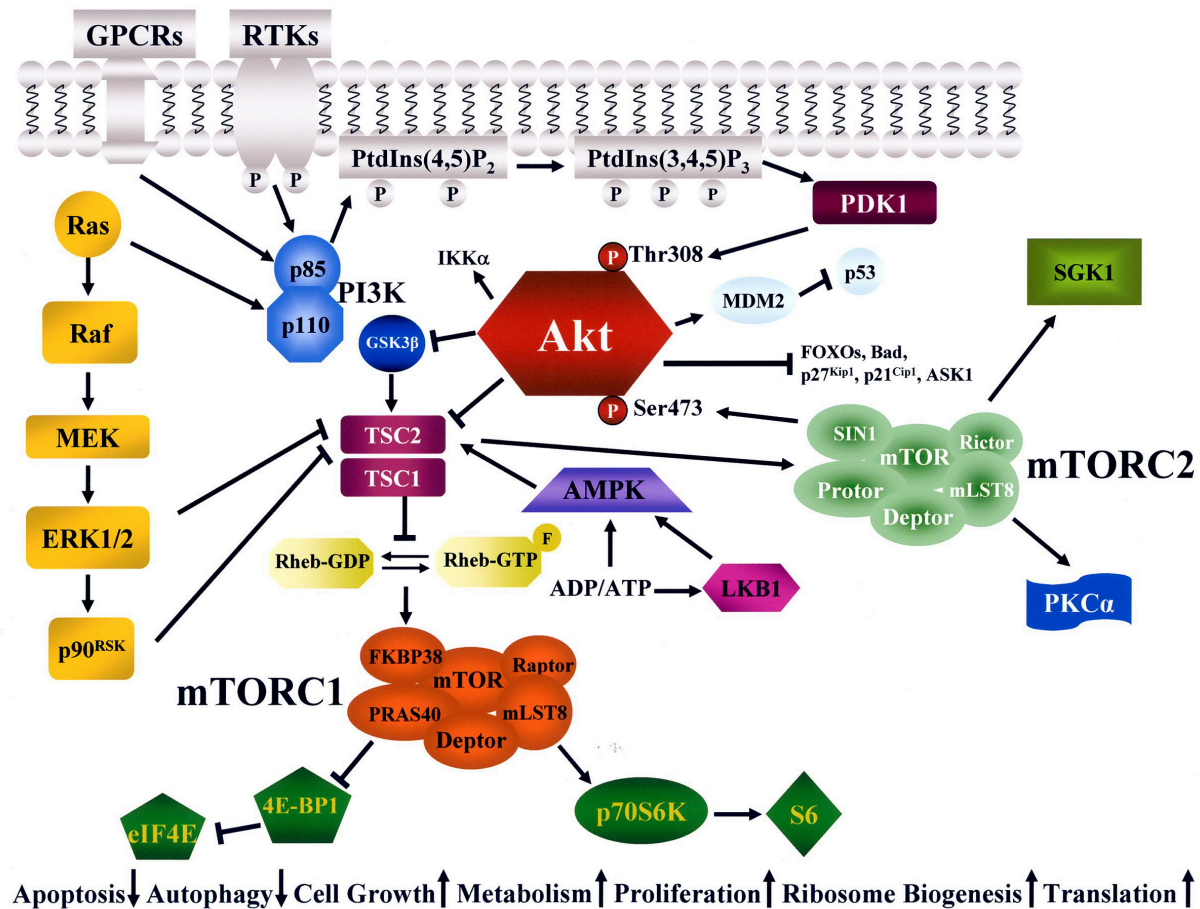 GPCRs
RTKs
PtdIns(4,5)P2
PtdIns(3,4,5)P3
P
P
P
P
P
P
P
PDK1
Ras
p85
PI3K
p110
IKKα
P
Thr308
MDM2
p53
SGK1
Raf
GSK3β
Akt
FOXOs, Bad,
p27Kip1, p21Cip1, ASK1
P
Ser473
MEK
TSC2
TSC1
SIN1
mTOR
Rictor
mTORC2
Protor
mLST8
Deptor
AMPK
ERK1/2
Rheb-GDP
Rheb-GTP
F
ADP/ATP
LKB1
PKCα
p90RSK
FKBP38
mTOR
Raptor
mTORC1
PRAS40
mLST8
Deptor
4E-BP1
eIF4E
p70S6K
S6
Apoptosis↓ Autophagy↓ Cell Growth↑ Metabolism↑ Proliferation↑ Ribosome Biogenesis↑ Translation↑